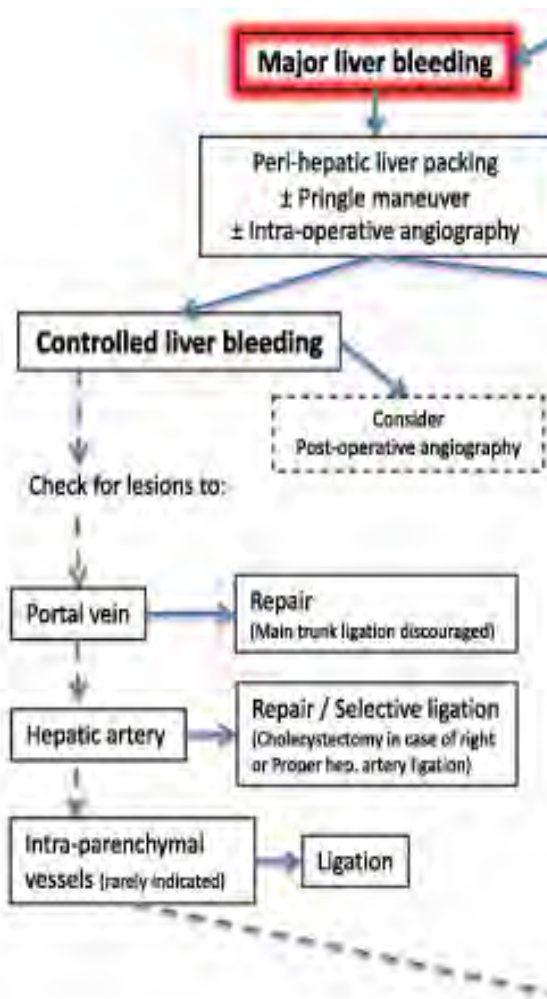 Major liver bleeding
Peri-hepatic liver packing
± Pringle maneuver
± Intra-operative angiography
Controlled liver bleeding
Consider
Post-operative angiography
Check for lesions to:
Portal vein
Repair
(Main trunk ligation discouraged)
Hepatic artery
Repair / Selective ligation
(Cholecystectomy in case of right
or Proper hep. artery ligation)
Intra-parenchymal
vessels (rarely indicated)
Ligation